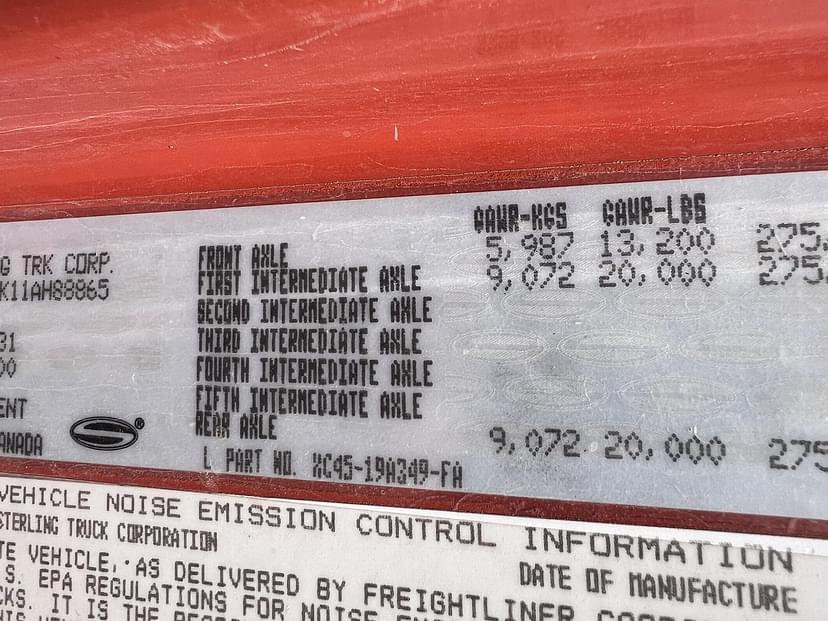 GAWR-KGS GAWR-LBS
FRONT AXLE 5,987 13,200 275
G TRK CORP. FIRST INTERMEDIATE AXLE 9,072 20,000 275
K11AH88865 SECOND INTERMEDIATE AXLE
31 THIRD INTERMEDIATE AXLE
00 FOURTH INTERMEDIATE AXLE
ENT FIFTH INTERMEDIATE AXLE
ANADA S® REAR AXLE 9,072 20,000 275
L PART NO. XC45-19A349-FA
VEHICLE NOISE EMISSION CONTROL INFORMATION
STERLING TRUCK CORPORATION DATE OF MANUFACTURE
TE VEHICLE, AS DELIVERED BY FREIGHTLINER
S. EPA REGULATIONS FOR NOISE
CKS. IT IS THE